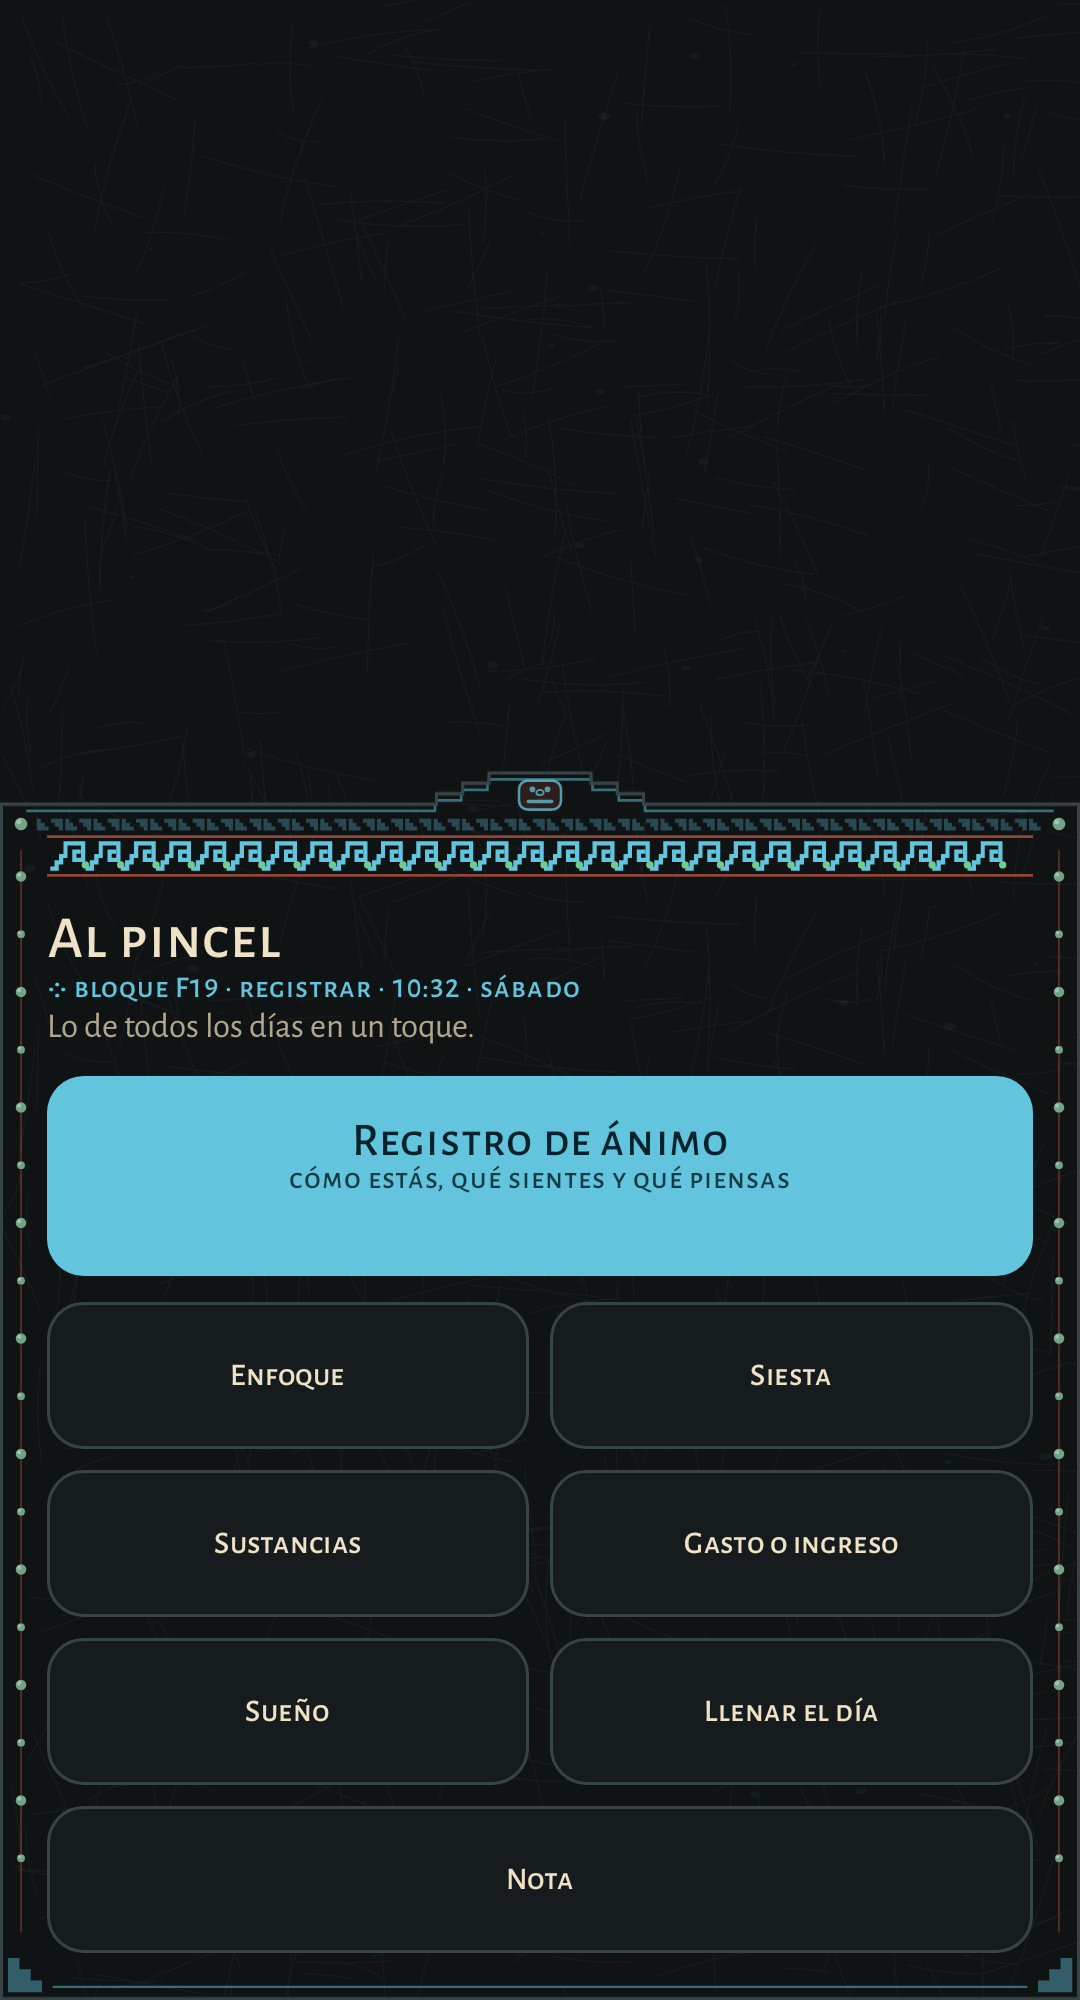 Al pincel
⁘ bloque F19 · registrar · 10:32 · sábado
Lo de todos los días en un toque.
Registro de ánimo
cómo estás, qué sientes y qué piensas
Enfoque
Siesta
Sustancias
Gasto o ingreso
Sueño
Llenar el día
Nota